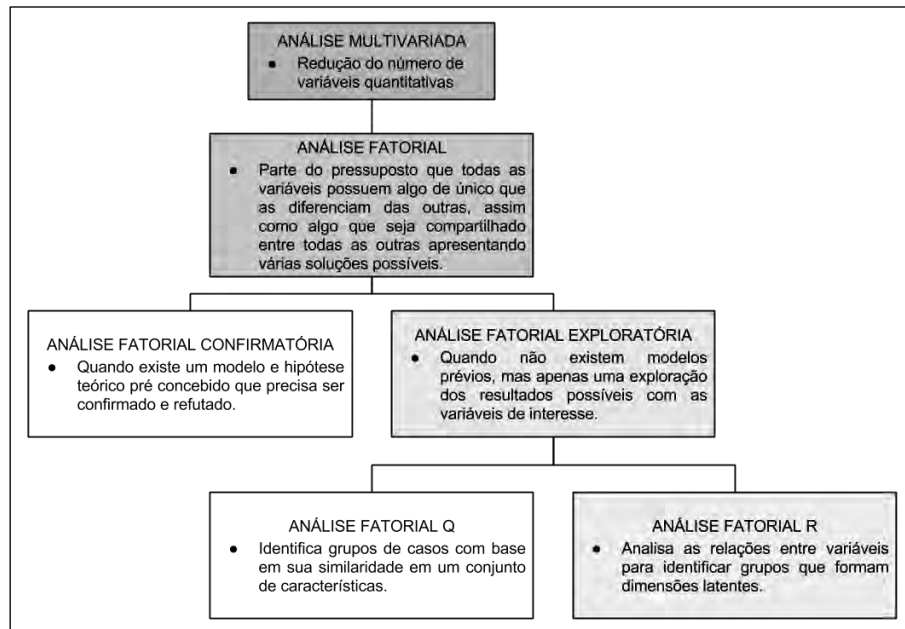 ANÁLISE MULTIVARIADA
● Redução do número de
variáveis quantitativas
ANÁLISE FATORIAL
● Parte do pressuposto que todas as
variáveis possuem algo de único que
as diferenciam das outras, assim
como algo que seja compartilhado
entre todas as outras apresentando
várias soluções possíveis.
ANÁLISE FATORIAL CONFIRMATÓRIA
● Quando existe um modelo e hipótese
teórico pré concebido que precisa ser
confirmado e refutado.
ANÁLISE FATORIAL EXPLORATÓRIA
● Quando não existem modelos
prévios, mas apenas uma exploração
dos resultados possíveis com as
variáveis de interesse.
ANÁLISE FATORIAL Q
● Identifica grupos de casos com base
em sua similaridade em um conjunto
de características.
ANÁLISE FATORIAL R
● Analisa as relações entre variáveis
para identificar grupos que formam
dimensões latentes.